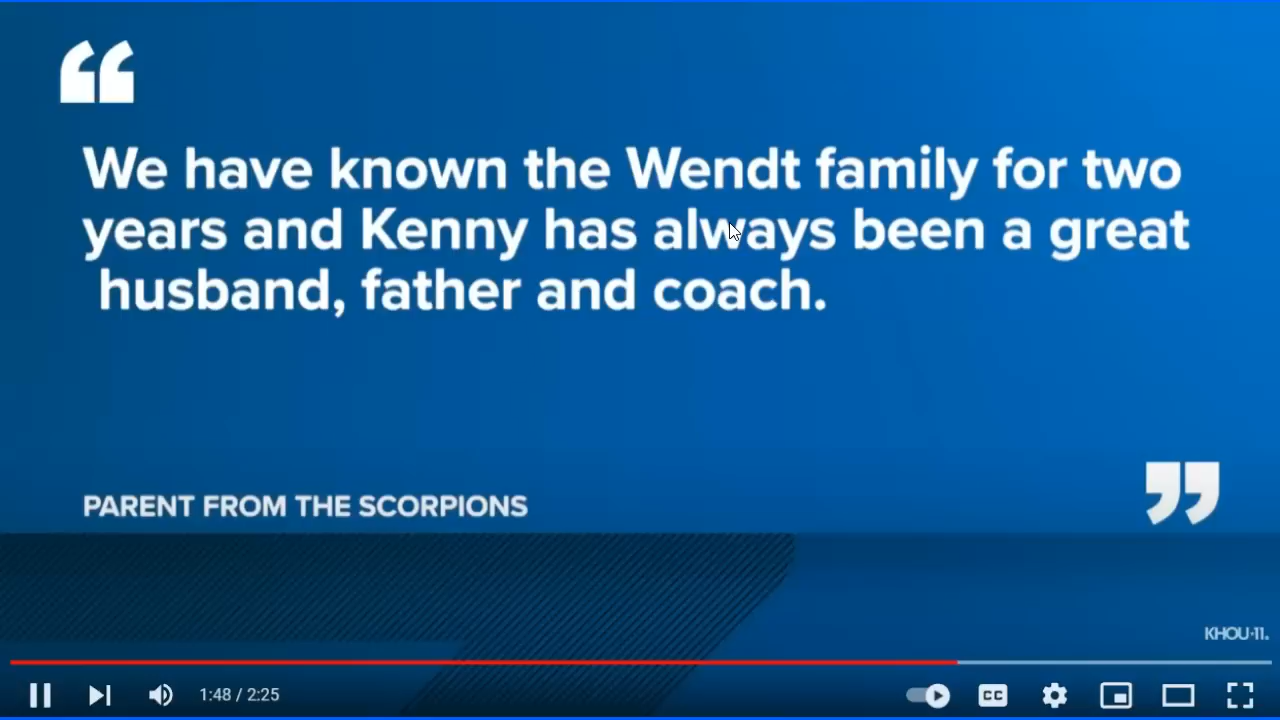 We have known the Wendt family for two
years and Kenny has always been a great
husband, father and coach.
PARENT FROM THE SCORPIONS
KHOU·11.
1:48 / 2:25
CC